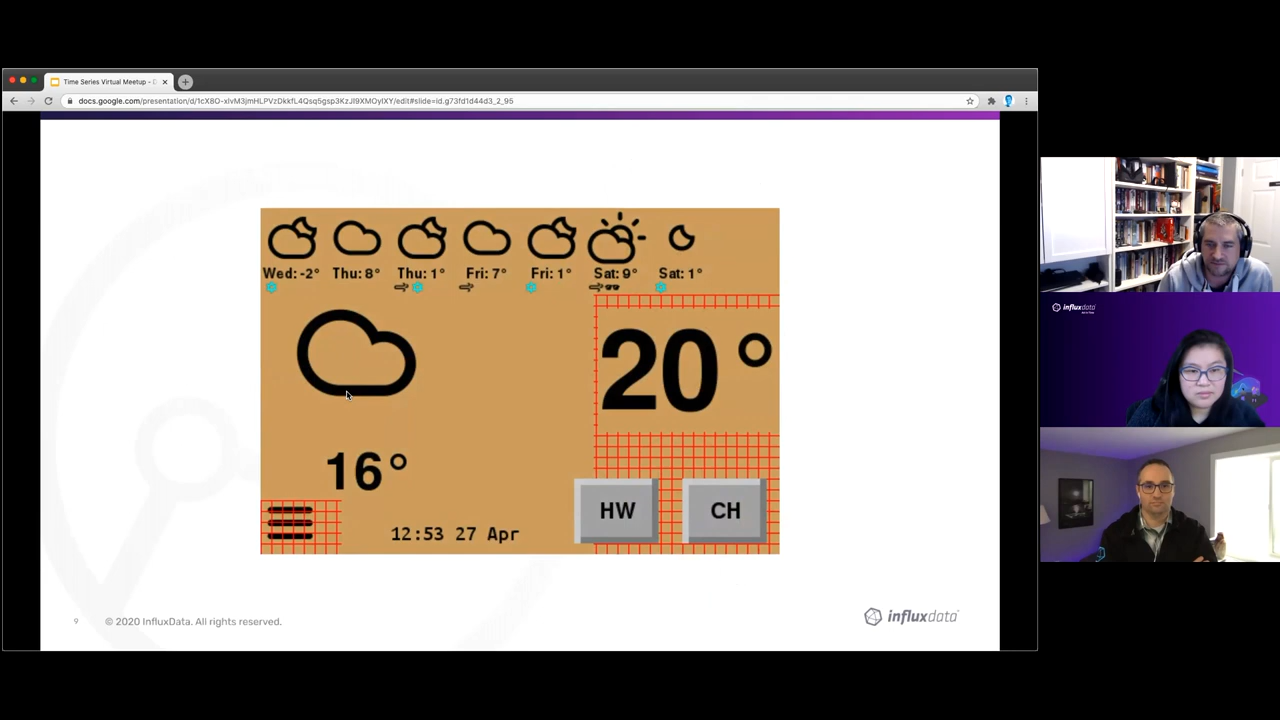 Time Series Virtual Meetup - D
docs.google.com/presentation/d/1cX8O-xivM3jmHLPVzDkkfL4Qsq5gsp3KzJI9XMOyIXY/edit#slide=id.g73fd1d44d3_2_95
Wed: -2° Thu: 8° Thu: 1° Fri: 7° Fri: 1° Sat: 9° Sat: 1°
20°
16°
HW CH
12:53 27 Apr
9 © 2020 InfluxData. All rights reserved.
influxdata
influxdata